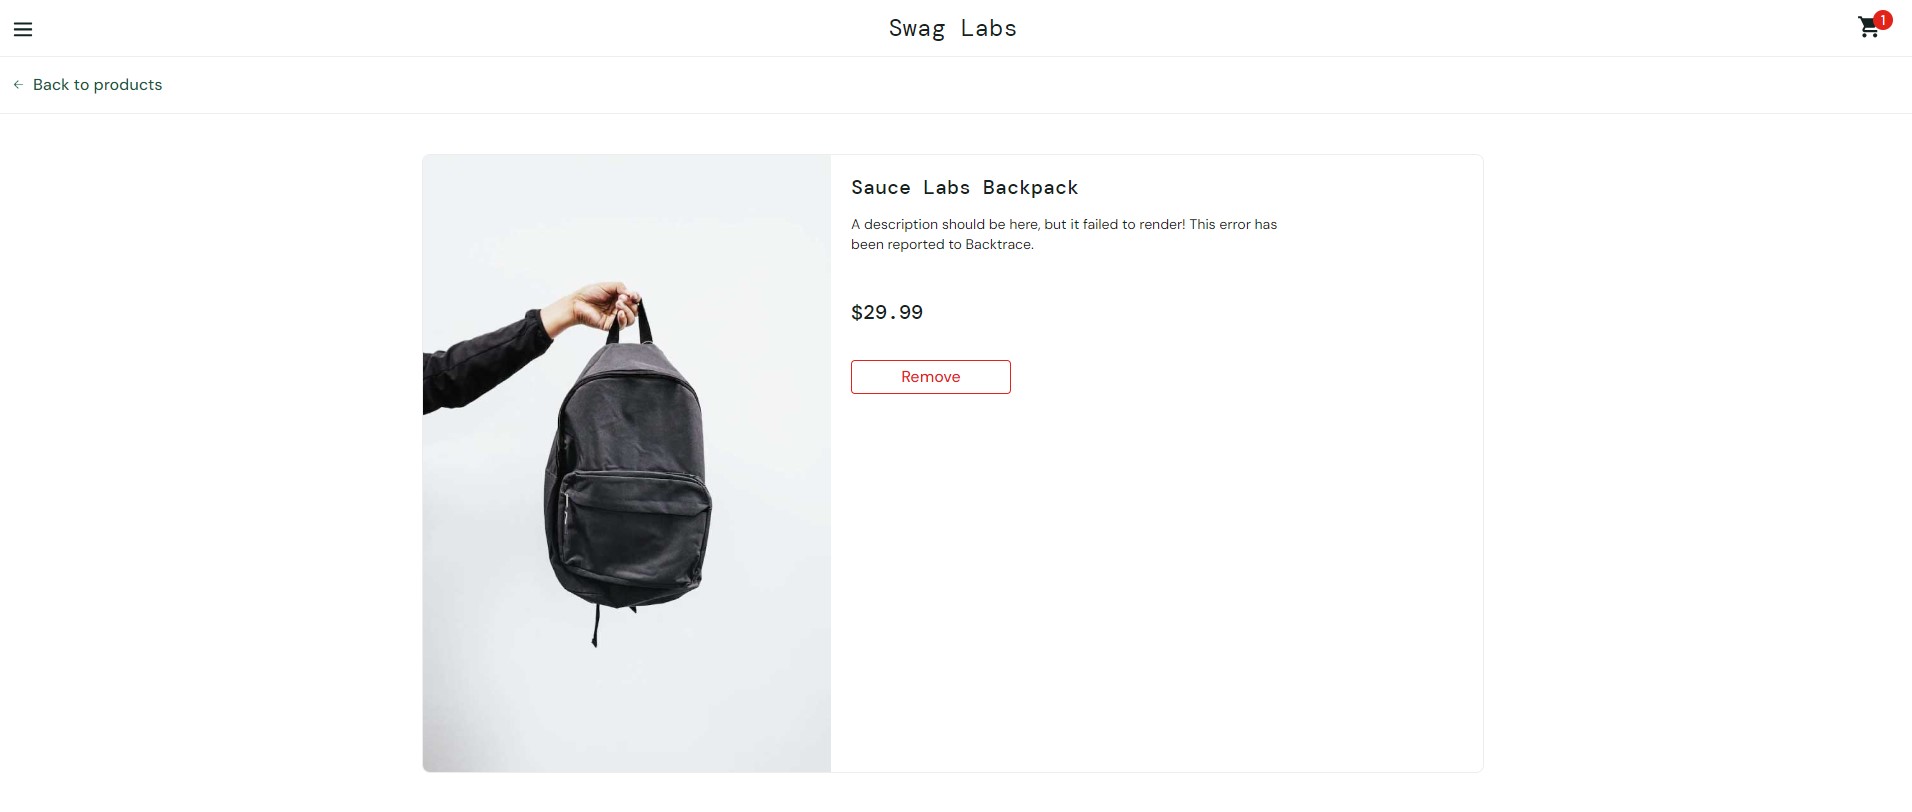 Swag Labs
1
← Back to products
Sauce Labs Backpack
A description should be here, but it failed to render! This error has
been reported to Backtrace.
$29.99
Remove